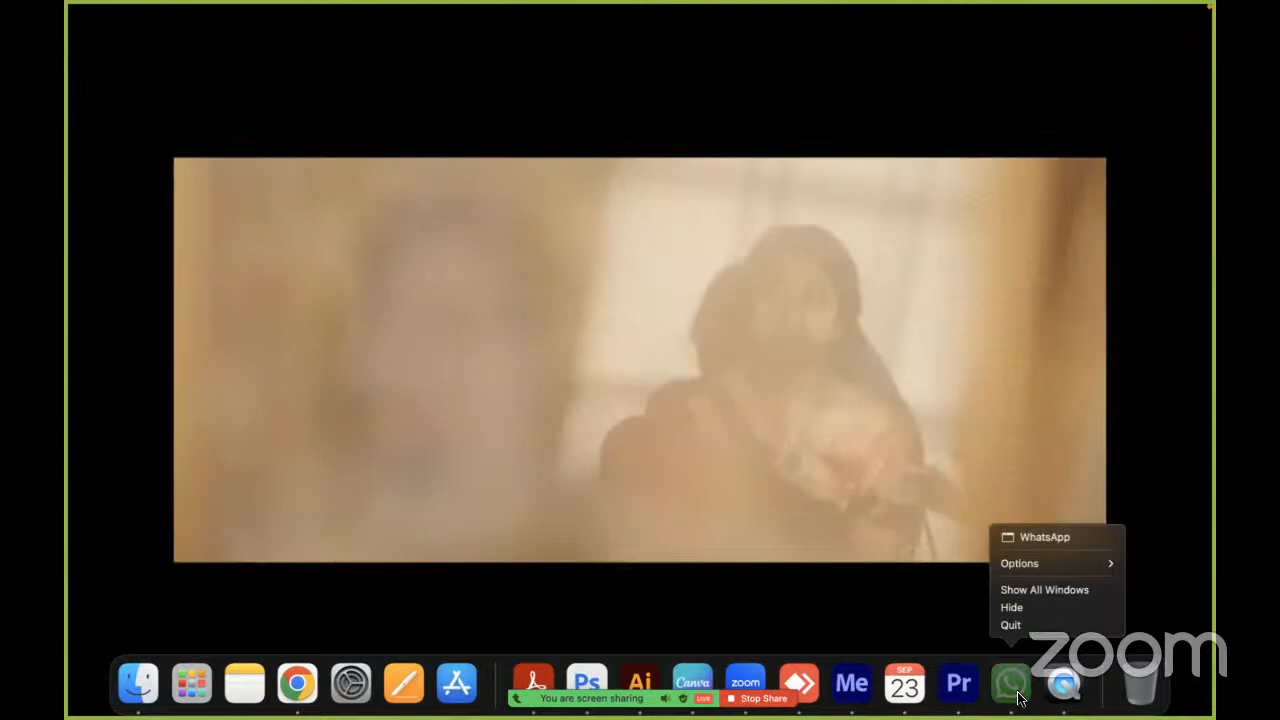 WhatsApp
Options
Show All Windows
Hide
Quit
zoom
Ps
Ai
Canva
zoom
Me
SEP
23
Pr
You are screen sharing
LIVE
Stop Share